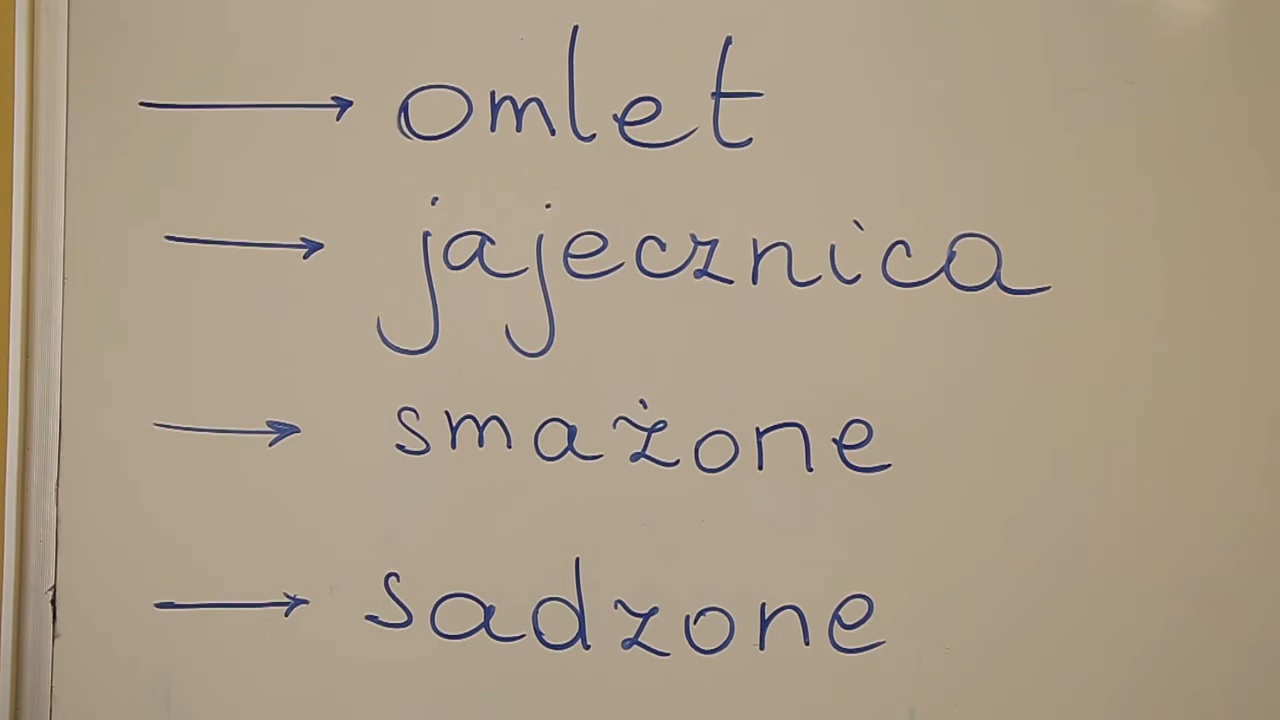 → omlet
→ jajecznica
→ smażone
→ sadzone